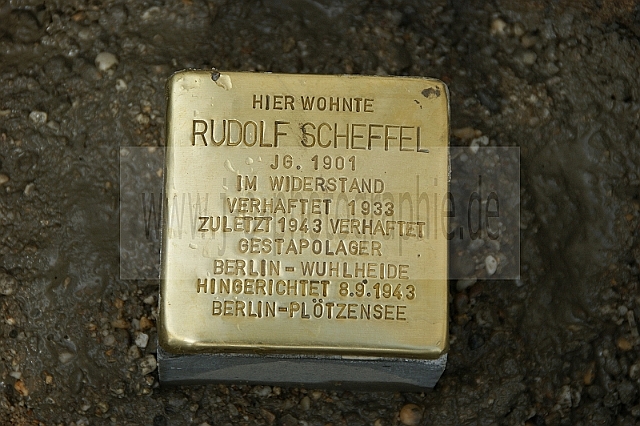 HIER WOHNTE
RUDOLF SCHEFFEL
JG. 1901
IM WIDERSTAND
VERHAFTET 1933
ZULETZT 1943 VERHAFTET
GESTAPOLAGER
BERLIN-WUHLHEIDE
HINGERICHTET 8.9.1943
BERLIN-PLÖTZENSEE